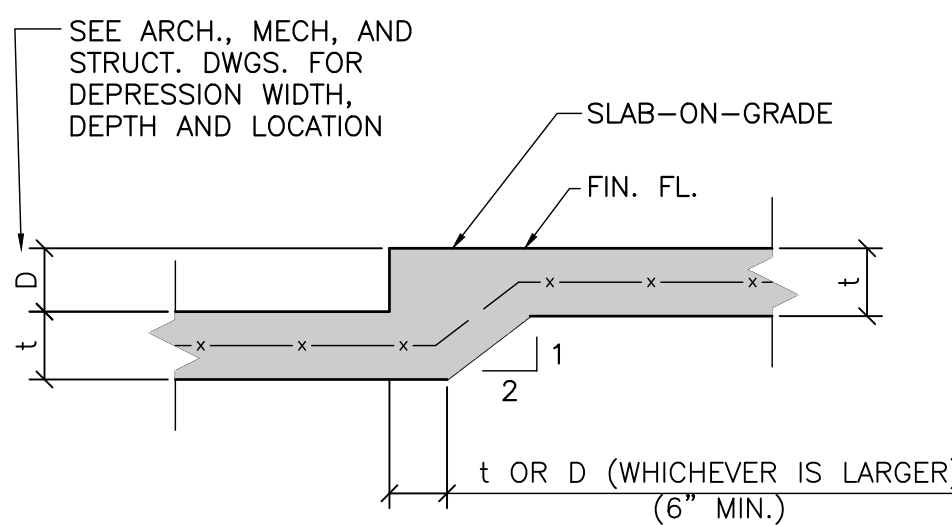 SEE ARCH., MECH, AND
STRUCT. DWGS. FOR
DEPRESSION WIDTH,
DEPTH AND LOCATION
SLAB-ON-GRADE
FIN. FL.
D
t
t
1
2
t OR D (WHICHEVER IS LARGER)
(6" MIN.)
x x x x x x